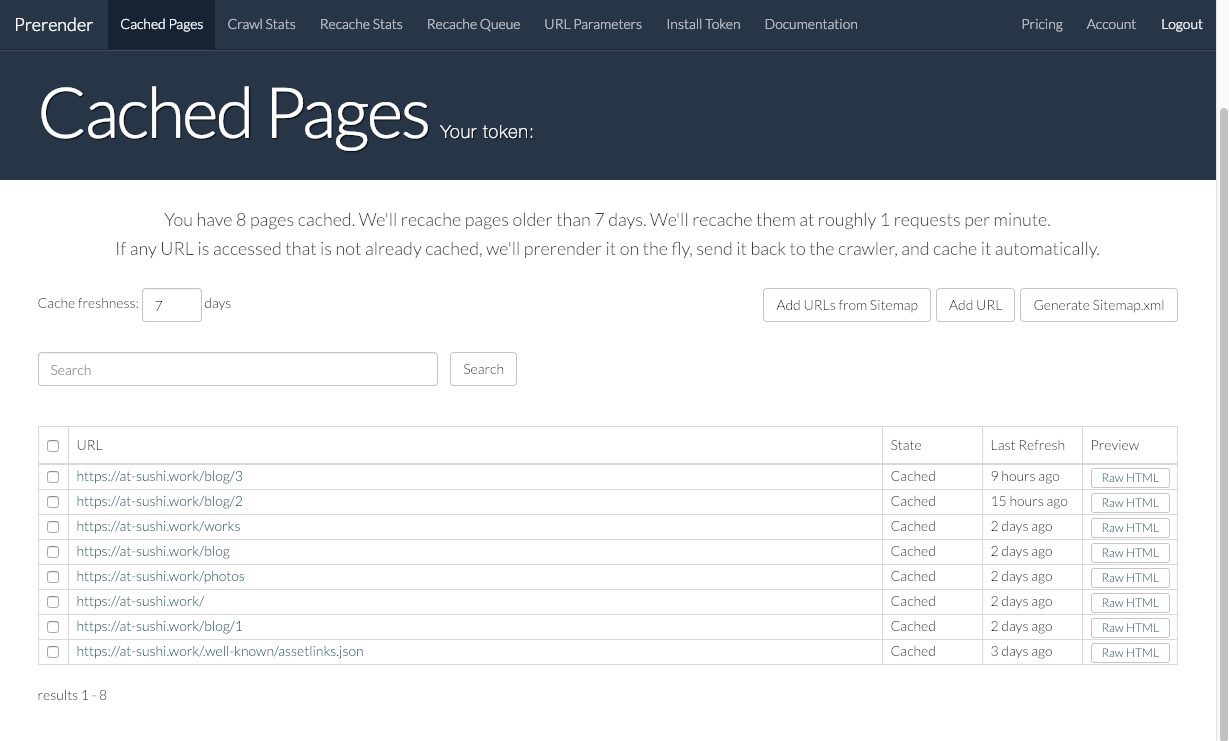 Prerender Cached Pages Crawl Stats Recache Stats Recache Queue URL Parameters Install Token Documentation Pricing Account Logout
Cached Pages Your token:
You have 8 pages cached. We'll recache pages older than 7 days. We'll recache them at roughly 1 requests per minute.
If any URL is accessed that is not already cached, we'll prerender it on the fly, send it back to the crawler, and cache it automatically.
Cache freshness: 7 days Add URLs from Sitemap Add URL Generate Sitemap.xml
Search Search
URL State Last Refresh Preview
https://at-sushi.work/blog/3 Cached 9 hours ago Raw HTML
https://at-sushi.work/blog/2 Cached 15 hours ago Raw HTML
https://at-sushi.work/works Cached 2 days ago Raw HTML
https://at-sushi.work/blog Cached 2 days ago Raw HTML
https://at-sushi.work/photos Cached 2 days ago Raw HTML
https://at-sushi.work/ Cached 2 days ago Raw HTML
https://at-sushi.work/blog/1 Cached 2 days ago Raw HTML
https://at-sushi.work/.well-known/assetlinks.json Cached 3 days ago Raw HTML
results 1 - 8